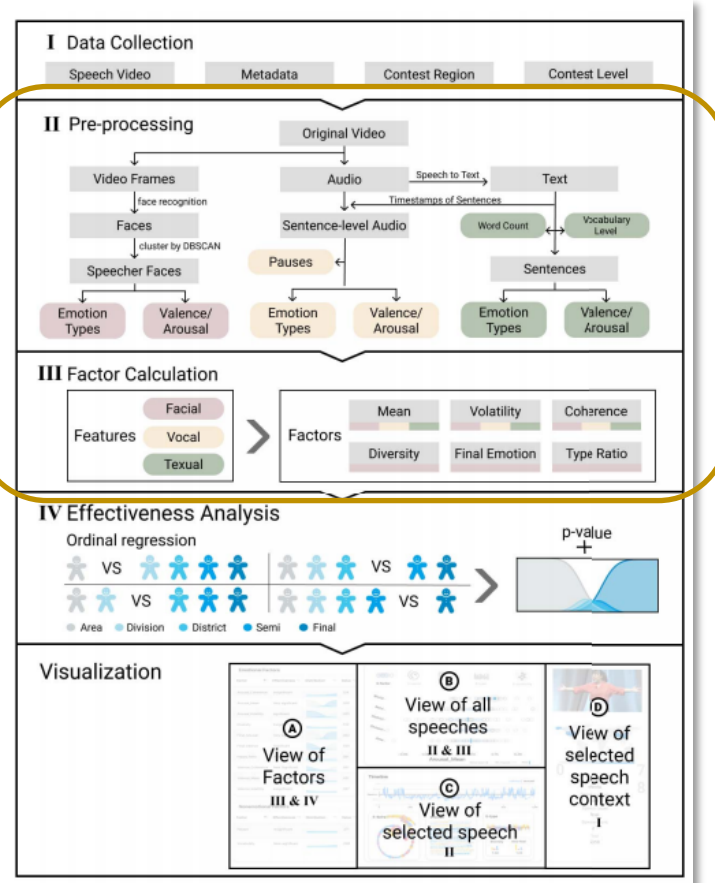 I Data Collection
Speech Video
Metadata
Contest Region
Contest Level
II Pre-processing
Original Video
Video Frames
Audio
Speech to Text
Text
face recognition
Timestamps of Sentences
Faces
Sentence-level Audio
Word Count
Vocabulary
Level
cluster by DBSCAN
Pauses
Speecher Faces
Sentences
Emotion
Types
Valence/
Arousal
Emotion
Types
Valence/
Arousal
Emotion
Types
Valence/
Arousal
III Factor Calculation
Features
Facial
Vocal
Texual
Factors
Mean
Volatility
Coherence
Diversity
Final Emotion
Type Ratio
IV Effectiveness Analysis
Ordinal regression
VS
VS
VS
VS
Area
Division
District
Semi
Final
p-value
+
Visualization
A
View of
Factors
III & IV
B
View of all
speeches
II & III
C
View of
selected speech
II
D
View of
selected
speech
context
I